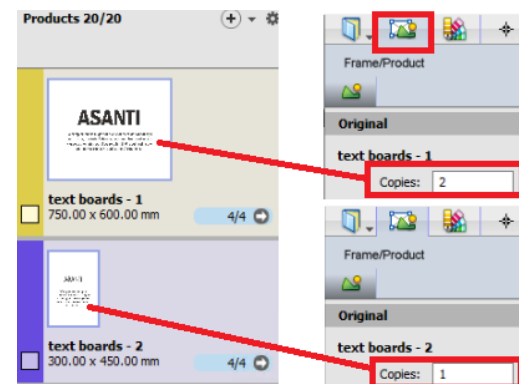 Products 20/20
ASANTI
text boards - 1
750.00 x 600.00 mm
4/4
ASANTI
text boards - 2
300.00 x 450.00 mm
4/4
Frame/Product
Original
text boards - 1
Copies: 2
Frame/Product
Original
text boards - 2
Copies: 1